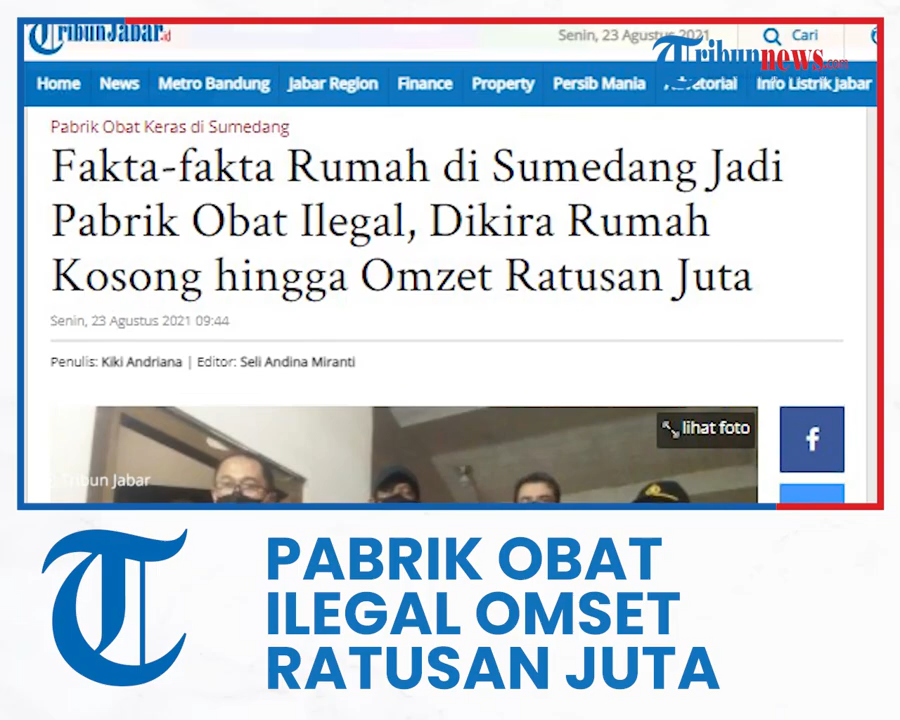 TribunJabar.id
Senin, 23 Agustus 2021
Cari
Tribunnews.com
Home News Metro Bandung Jabar Region Finance Property Persib Mania Info Listrik Jabar
Pabrik Obat Keras di Sumedang
Fakta-fakta Rumah di Sumedang Jadi
Pabrik Obat Ilegal, Dikira Rumah
Kosong hingga Omzet Ratusan Juta
Senin, 23 Agustus 2021 09:44
Penulis: Kiki Andriana | Editor: Seli Andina Miranti
lihat foto
f
Tribun Jabar
T
PABRIK OBAT
ILEGAL OMSET
RATUSAN JUTA